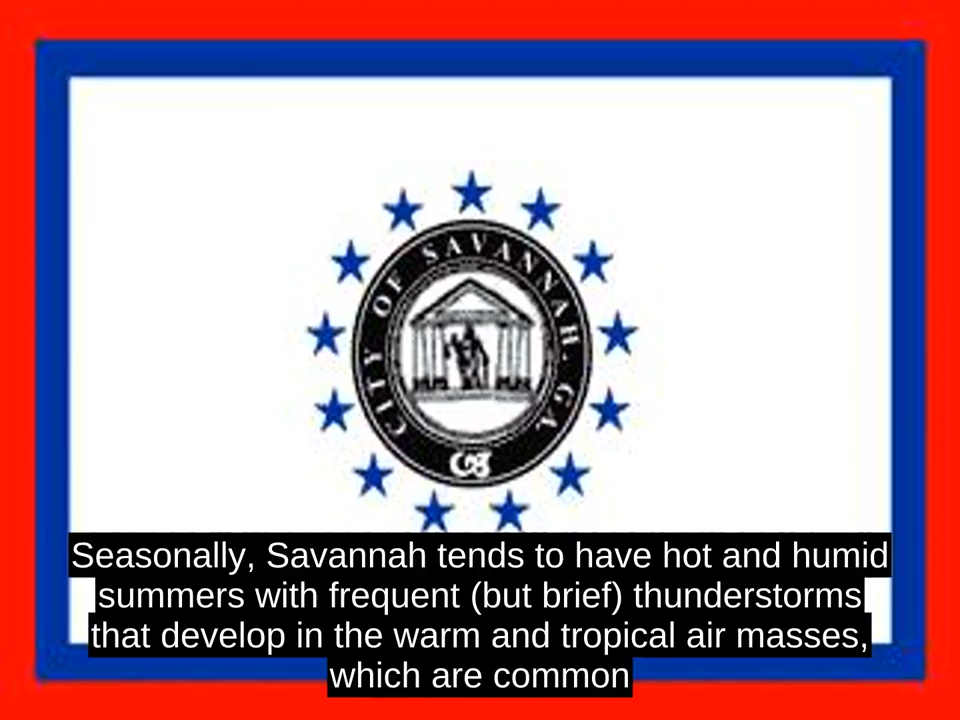 CITY OF SAVANNAH, GA.
Seasonally, Savannah tends to have hot and humid
summers with frequent (but brief) thunderstorms
that develop in the warm and tropical air masses,
which are common